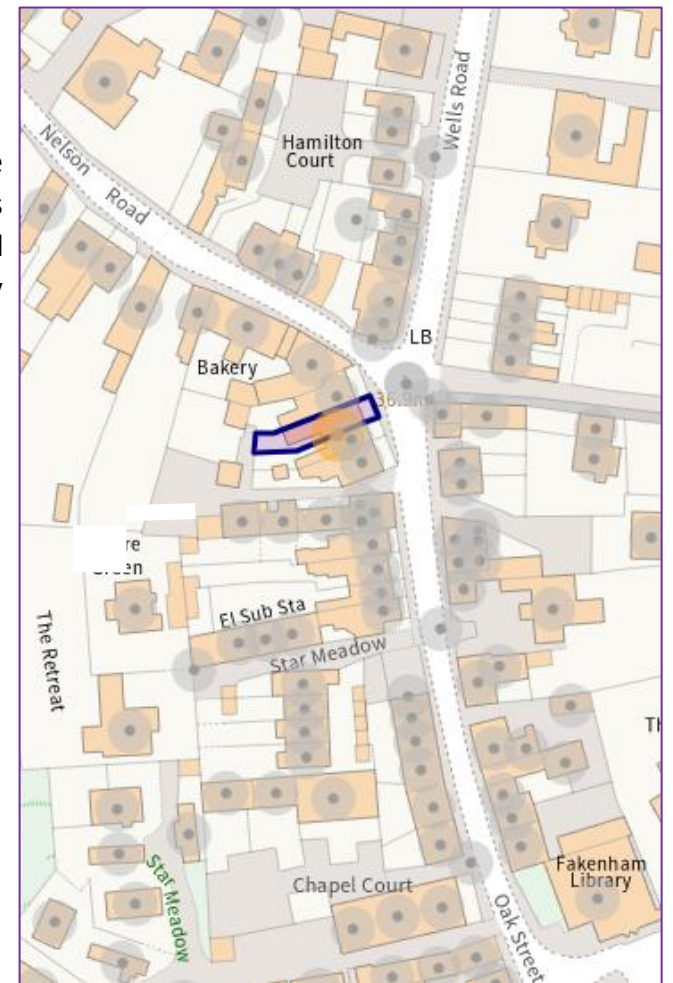 Wells Road
Nelson
Road
Hamilton
Court
LB
Bakery
36.9m
re
El Sub Sta
The Retreat
Star Meadow
Star Meadow
Chapel Court
Fakenham
Library
Oak Street